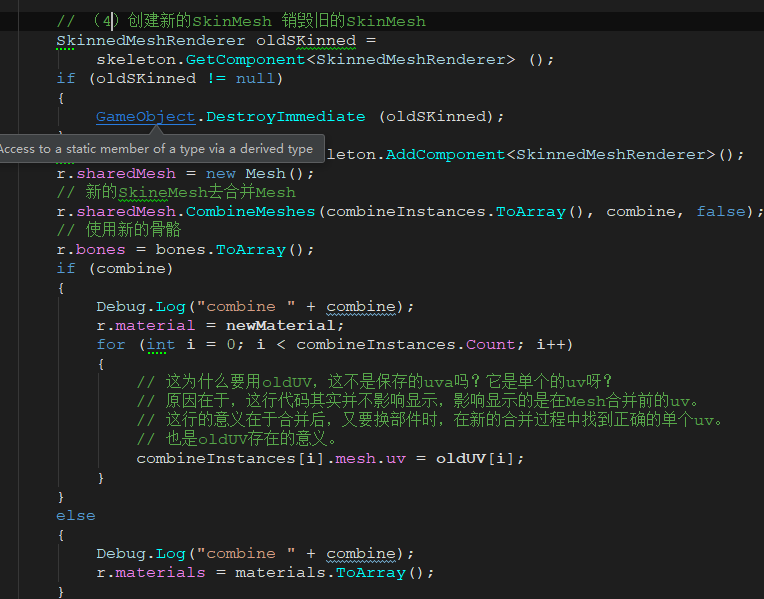 // （4）创建新的SkinMesh 销毁旧的SkinMesh
SkinnedMeshRenderer oldSKinned =
skeleton.GetComponent<SkinnedMeshRenderer> ();
if (oldSKinned != null)
{
GameObject.DestroyImmediate (oldSKinned);
Access to a static member of a type via a derived type
leton.AddComponent<SkinnedMeshRenderer>();
r.sharedMesh = new Mesh();
// 新的SkineMesh去合并Mesh
r.sharedMesh.CombineMeshes(combineInstances.ToArray(), combine, false);
// 使用新的骨骼
r.bones = bones.ToArray();
if (combine)
{
Debug.Log("combine " + combine);
r.material = newMaterial;
for (int i = 0; i < combineInstances.Count; i++)
{
// 这为什么要用oldUV，这不是保存的uva吗？它是单个的uv呀？
// 原因在于，这行代码其实并不影响显示，影响显示的是在Mesh合并前的uv。
// 这行的意义在于合并后，又要换部件时，在新的合并过程中找到正确的单个uv。
// 也是oldUV存在的意义。
combineInstances[i].mesh.uv = oldUV[i];
}
}
else
{
Debug.Log("combine " + combine);
r.materials = materials.ToArray();
}